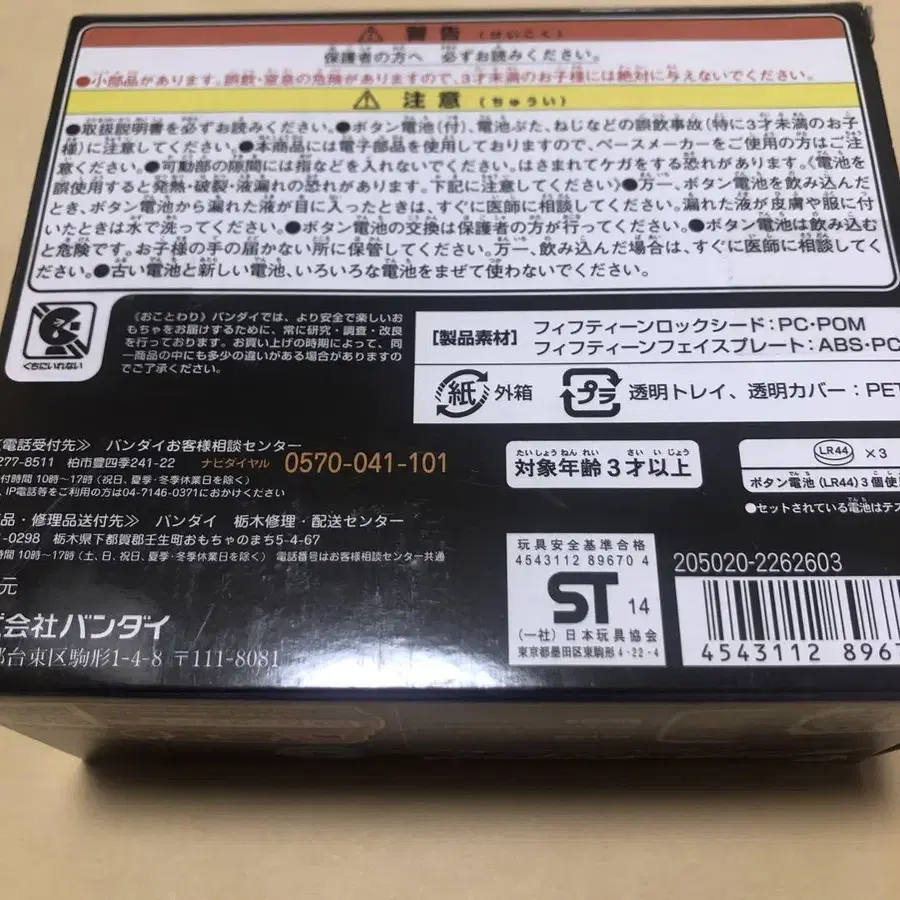 警告(けいこく)
保護者の方へ 必ずお読みください。
●小部品があります。誤飲・窒息の危険がありますので、3才未満のお子様には絶対に与えないでください。
注意(ちゅうい)
●取扱説明書を必ずお読みください。●ボタン電池(付)、電池ぶた、ねじなどの誤飲事故(特に3才未満のお子
様)に注意してください。●本商品には電子部品を使用しておりますので、ペースメーカーをご使用の方はご注
意ください。●可動部の隙間には指などを入れないでください。はさまれてケガをする恐れがあります。《電池を
誤使用すると発熱・破裂・液漏れの恐れがあります。下記に注意してください》●万一、ボタン電池を飲み込んだ
とき、ボタン電池から漏れた液が目に入ったときは、すぐに医師に相談してください。漏れた液が皮膚や服に付
いたときは水で洗ってください。●ボタン電池の交換は保護者の方が行ってください。●ボタン電池は飲み込む
と危険です。お子様の手の届かない所に保管してください。万一、飲み込んだ場合は、すぐに医師に相談してく
ださい。●古い電池と新しい電池、いろいろな電池をまぜて使わないでください。
くちにいれない
《おことわり》バンダイでは、より安全で楽しいお
もちゃをお届けするために、常に研究・調査・改良
を行っております。お買い上げの時期によって、同
一商品の中にも多少の違いがある場合があります
のでご了承ください。
[製品素材] フィフティーンロックシード:PC・POM
フィフティーンフェイスプレート:ABS・PC
紙 外箱 プラ 透明トレイ、透明カバー:PET
電話受付先≫ バンダイお客様相談センター
277-8511 柏市豊四季241-22 ナビダイヤル 0570-041-101
付時間 10時〜17時(祝日、夏季・冬季休業日を除く)
、IP電話等をご利用の方は04-7146-0371におかけください
品・修理品送付先≫ バンダイ 栃木修理・配送センター
-0298 栃木県下都賀郡壬生町おもちゃのまち5-4-67
時間 10時〜17時(土、日、祝日、夏季・冬季休業日を除く) 電話番号はお客様相談センター共通
元
会社バンダイ
都台東区駒形1-4-8 〒111-8081
たいしょうねんれい さい いじょう
対象年齢3才以上
LR44 ×3
ボタン電池(LR44)3個使
●セットされている電池はテス
玩具安全基準合格
4543112 89670 4
ST 14
(一社)日本玩具協会
東京都墨田区東駒形4-22-4
205020-2262603
4543112 8967